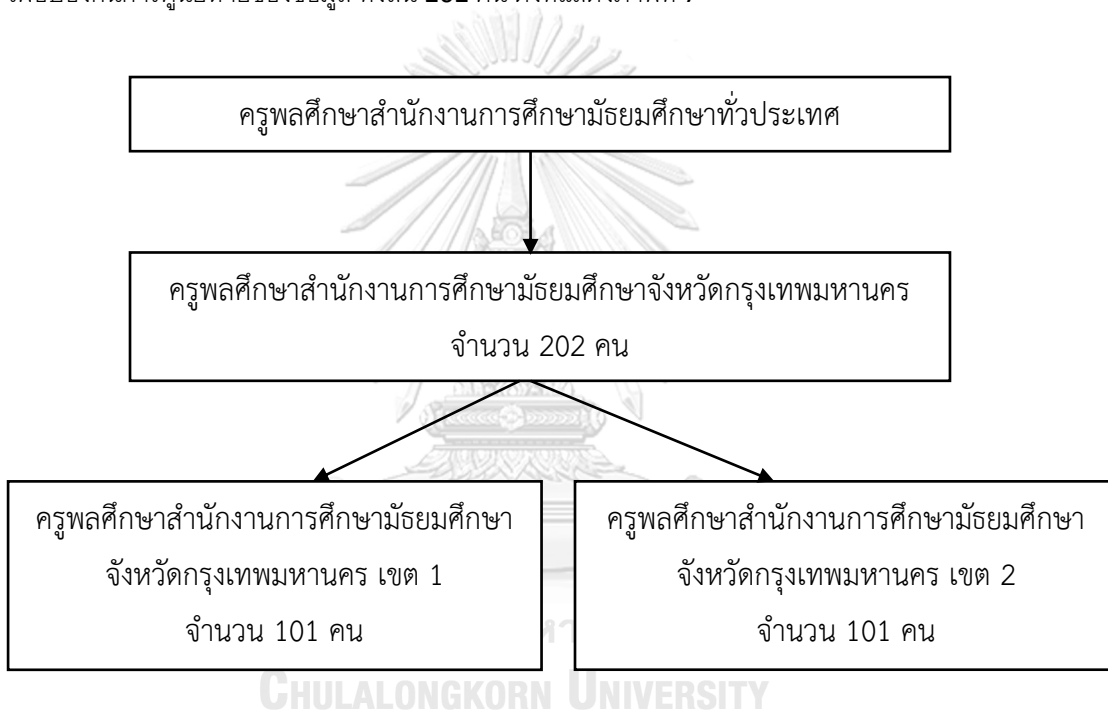 ครูพลศึกษาสำนักงานการศึกษามัธยมศึกษาทั่วประเทศ
ครูพลศึกษาสำนักงานการศึกษามัธยมศึกษาจังหวัดกรุงเทพมหานคร
จำนวน 202 คน
ครูพลศึกษาสำนักงานการศึกษามัธยมศึกษา
จังหวัดกรุงเทพมหานคร เขต 1
จำนวน 101 คน
ครูพลศึกษาสำนักงานการศึกษามัธยมศึกษา
จังหวัดกรุงเทพมหานคร เขต 2
จำนวน 101 คน
CHULALONGKORN UNIVERSITY